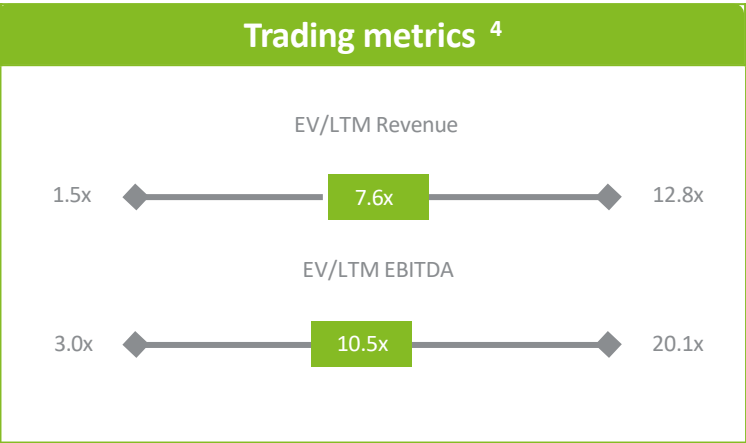 Trading metrics 4
EV/LTM Revenue
1.5x 7.6x 12.8x
EV/LTM EBITDA
3.0x 10.5x 20.1x